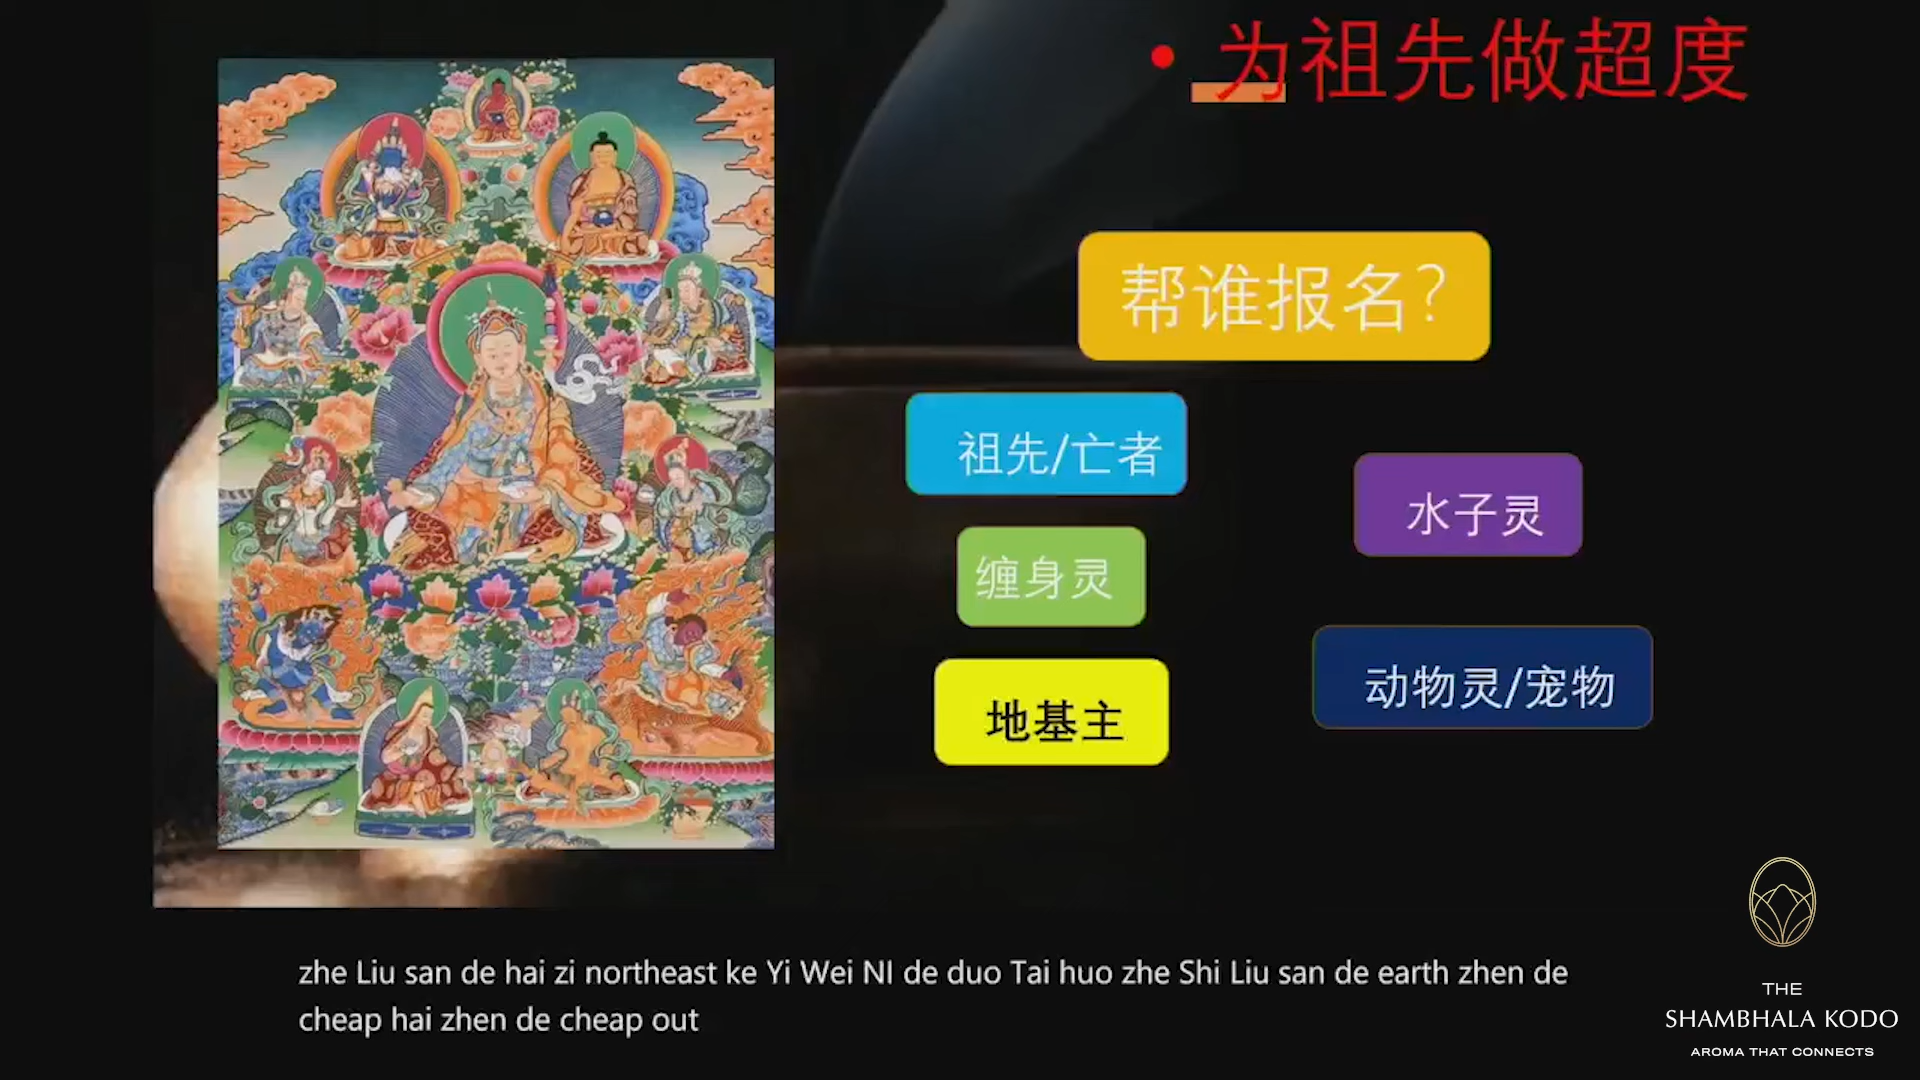 为祖先做超度
帮谁报名?
祖先/亡者
水子灵
缠身灵
动物灵/宠物
地基主
zhe Liu san de hai zi northeast ke Yi Wei NI de duo Tai huo zhe Shi Liu san de earth zhen de
cheap hai zhen de cheap out
THE
SHAMBHALA KODO
AROMA THAT CONNECTS